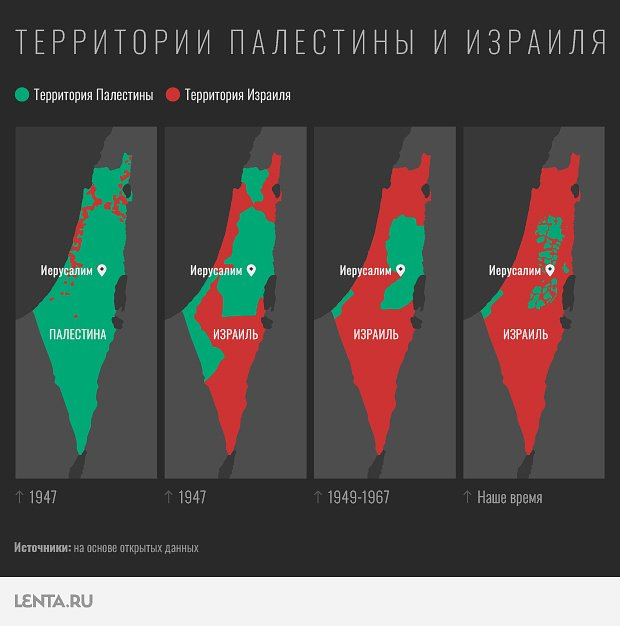 ТЕРРИТОРИИ ПАЛЕСТИНЫ И ИЗРАИЛЯ
Территория Палестины Территория Израиля
Иерусалим Иерусалим Иерусалим Иерусалим
ПАЛЕСТИНА ИЗРАИЛЬ ИЗРАИЛЬ ИЗРАИЛЬ
↑ 1947 ↑ 1947 ↑ 1949-1967 ↑ Наше время
Источники: на основе открытых данных
LENTA.RU